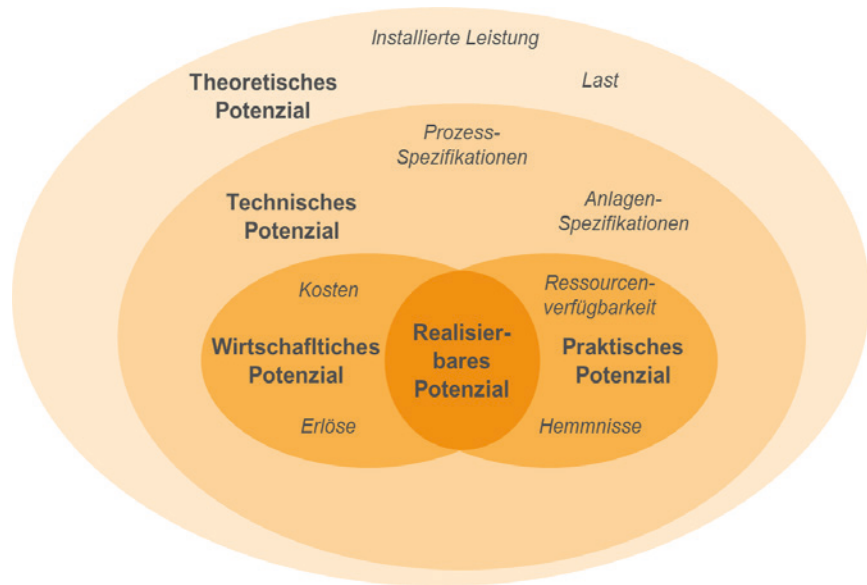 Installierte Leistung
Theoretisches
Potenzial
Last
Prozess-
Spezifikationen
Technisches
Potenzial
Anlagen-
Spezifikationen
Kosten
Ressourcen-
verfügbarkeit
Wirtschafltiches
Potenzial
Realisier-
bares
Potenzial
Praktisches
Potenzial
Erlöse
Hemmnisse